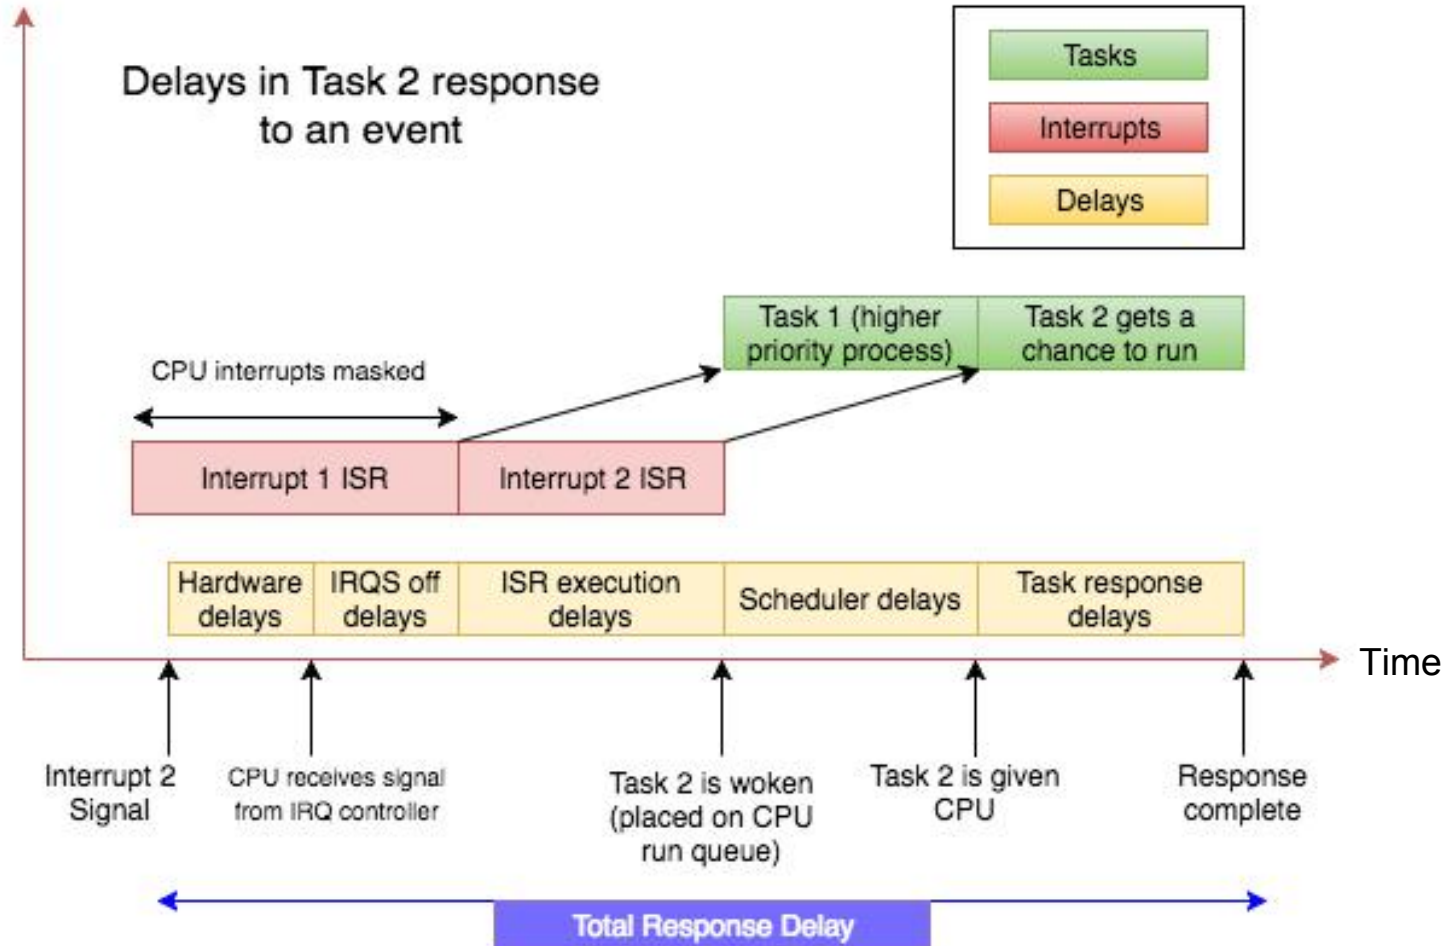 Delays in Task 2 response
to an event
Tasks
Interrupts
Delays
Task 1 (higher
priority process)
Task 2 gets a
chance to run
CPU interrupts masked
Interrupt 1 ISR
Interrupt 2 ISR
Hardware
delays
IRQS off
delays
ISR execution
delays
Scheduler delays
Task response
delays
Time
Interrupt 2
Signal
CPU receives signal
from IRQ controller
Task 2 is woken
(placed on CPU
run queue)
Task 2 is given
CPU
Response
complete
Total Response Delay